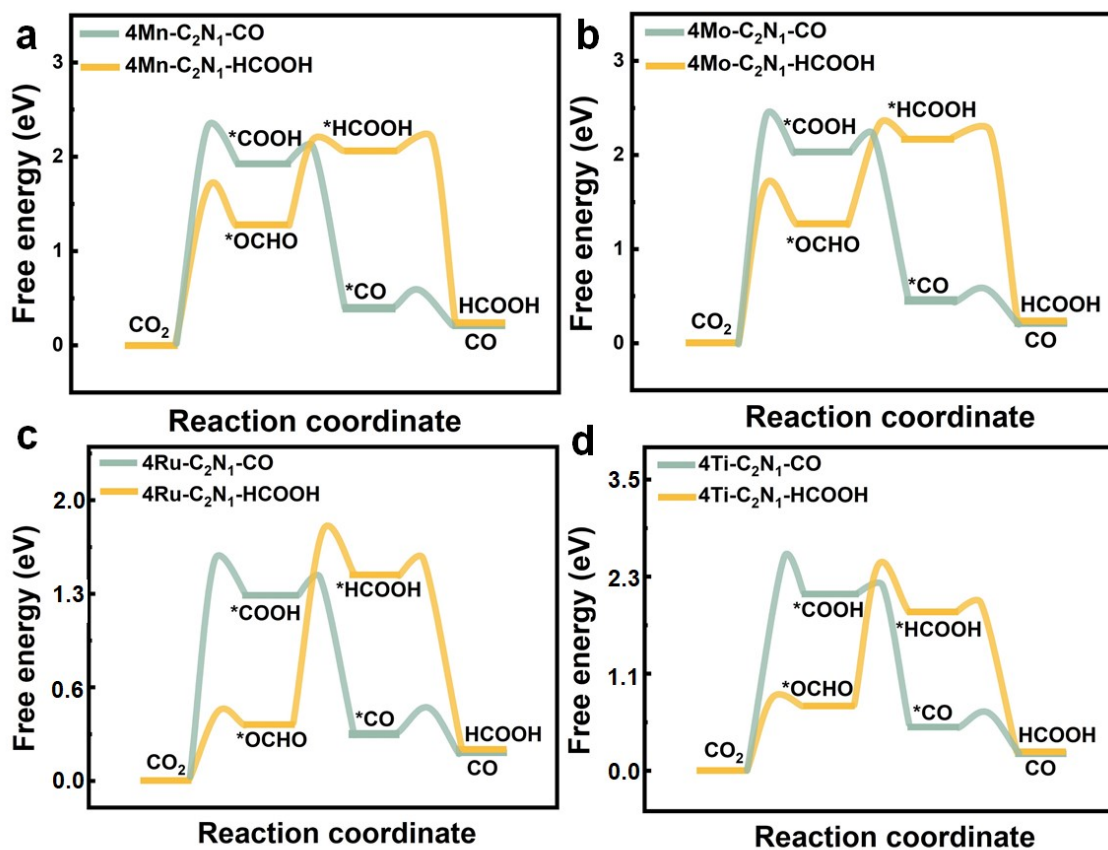 a
4Mn-C₂N₁-CO
4Mn-C₂N₁-HCOOH
3
2
1
0
Free energy (eV)
*COOH
*HCOOH
*OCHO
*CO
CO₂
HCOOH
CO
Reaction coordinate
b
4Mo-C₂N₁-CO
4Mo-C₂N₁-HCOOH
3
2
1
0
Free energy (eV)
*COOH
*HCOOH
*OCHO
*CO
CO₂
HCOOH
CO
Reaction coordinate
c
4Ru-C₂N₁-CO
4Ru-C₂N₁-HCOOH
2.0
1.3
0.6
0.0
Free energy (eV)
*COOH
*HCOOH
*OCHO
*CO
CO₂
HCOOH
CO
Reaction coordinate
d
4Ti-C₂N₁-CO
4Ti-C₂N₁-HCOOH
3.5
2.3
1.1
0.0
Free energy (eV)
*COOH
*HCOOH
*OCHO
*CO
CO₂
HCOOH
CO
Reaction coordinate